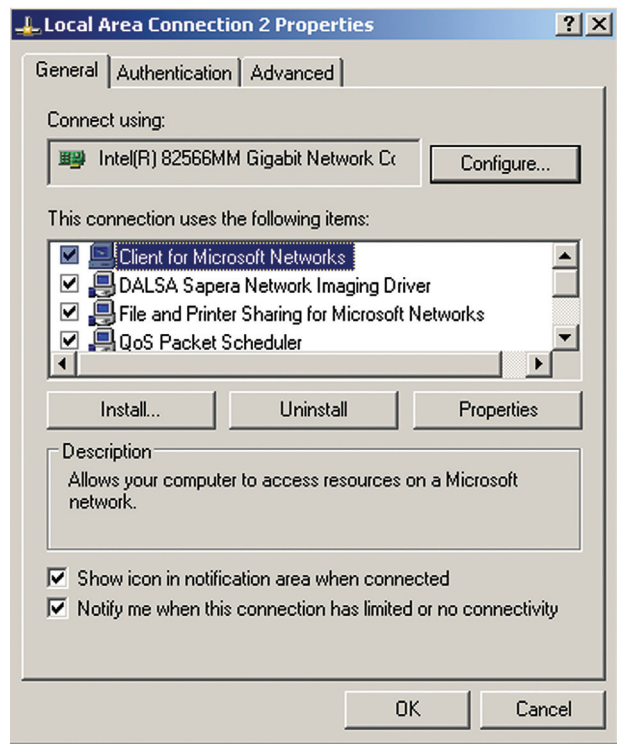 Local Area Connection 2 Properties
General
Authentication
Advanced
Connect using:
Intel(R) 82566MM Gigabit Network Cc
Configure...
This connection uses the following items:
Client for Microsoft Networks
DALSA Sapera Network Imaging Driver
File and Printer Sharing for Microsoft Networks
QoS Packet Scheduler
Install...
Uninstall
Properties
Description
Allows your computer to access resources on a Microsoft
network.
Show icon in notification area when connected
Notify me when this connection has limited or no connectivity
OK
Cancel